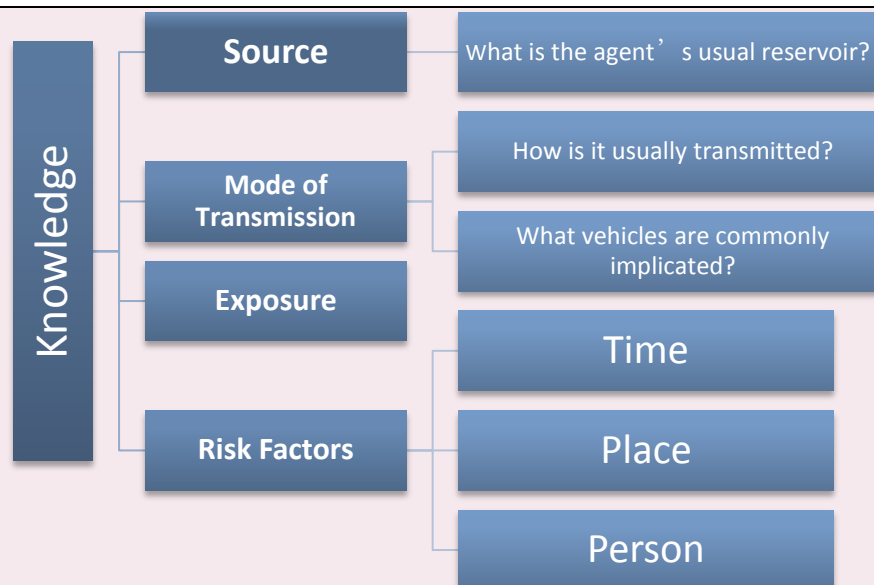 Knowledge
Source
What is the agent’s usual reservoir?
Mode of
Transmission
How is it usually transmitted?
What vehicles are commonly
implicated?
Exposure
Risk Factors
Time
Place
Person